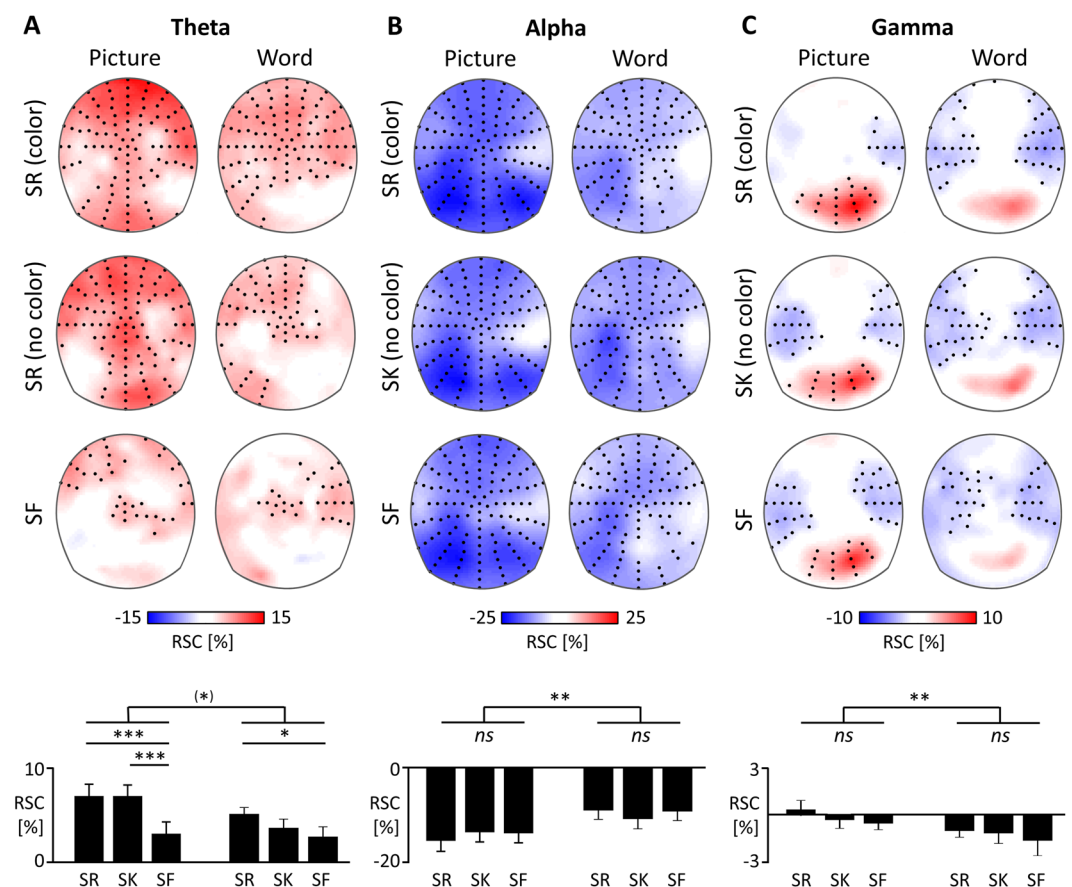 A Theta B Alpha C Gamma
Picture Word Picture Word Picture Word
SR (color) SR (color) SR (color)
SR (no color) SK (no color) SK (no color)
SF SF SF
-15 15 -25 25 -10 10
RSC [%] RSC [%] RSC [%]
(*) ** **
*** * ns ns ns ns
***
10 0 3
RSC RSC RSC
[%] [%] [%]
0 -20 -3
SR SK SF SR SK SF SR SK SF SR SK SF SR SK SF SR SK SF